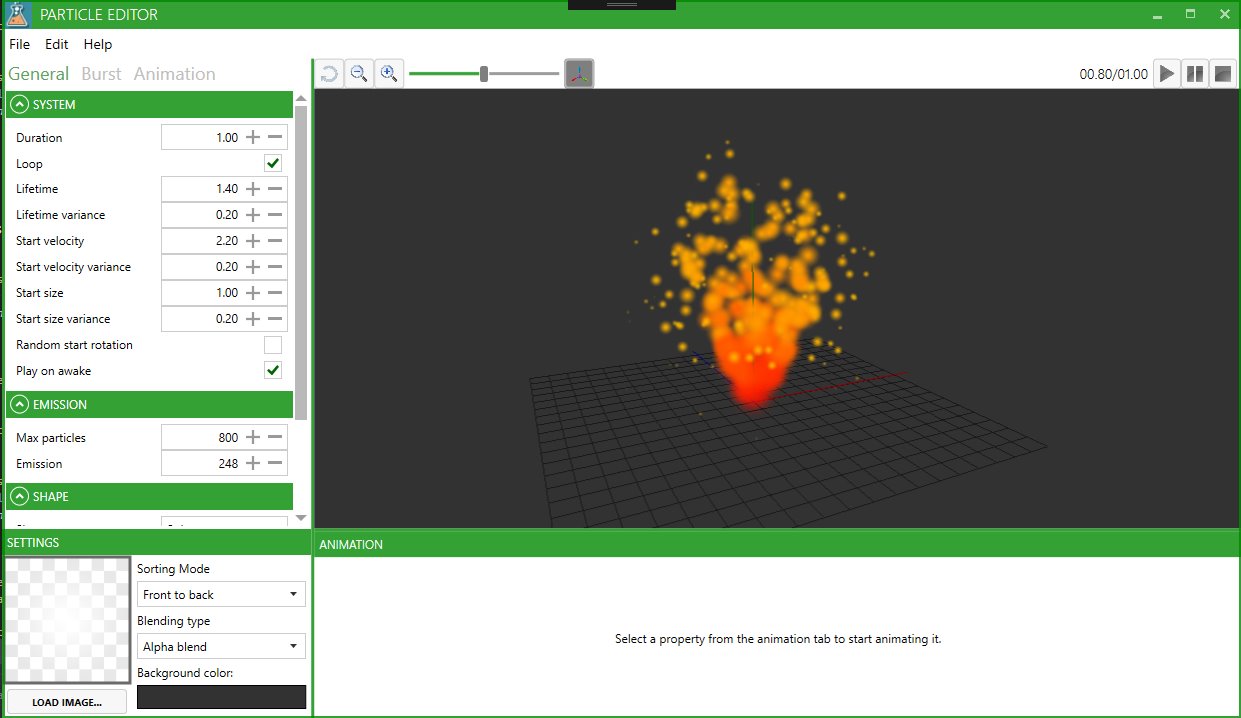 PARTICLE EDITOR
File Edit Help
General Burst Animation
00.80/01.00
SYSTEM
Duration 1.00
Loop
Lifetime 1.40
Lifetime variance 0.20
Start velocity 2.20
Start velocity variance 0.20
Start size 1.00
Start size variance 0.20
Random start rotation
Play on awake
EMISSION
Max particles 800
Emission 248
SHAPE
SETTINGS
Sorting Mode
Front to back
Blending type
Alpha blend
Background color:
LOAD IMAGE...
ANIMATION
Select a property from the animation tab to start animating it.